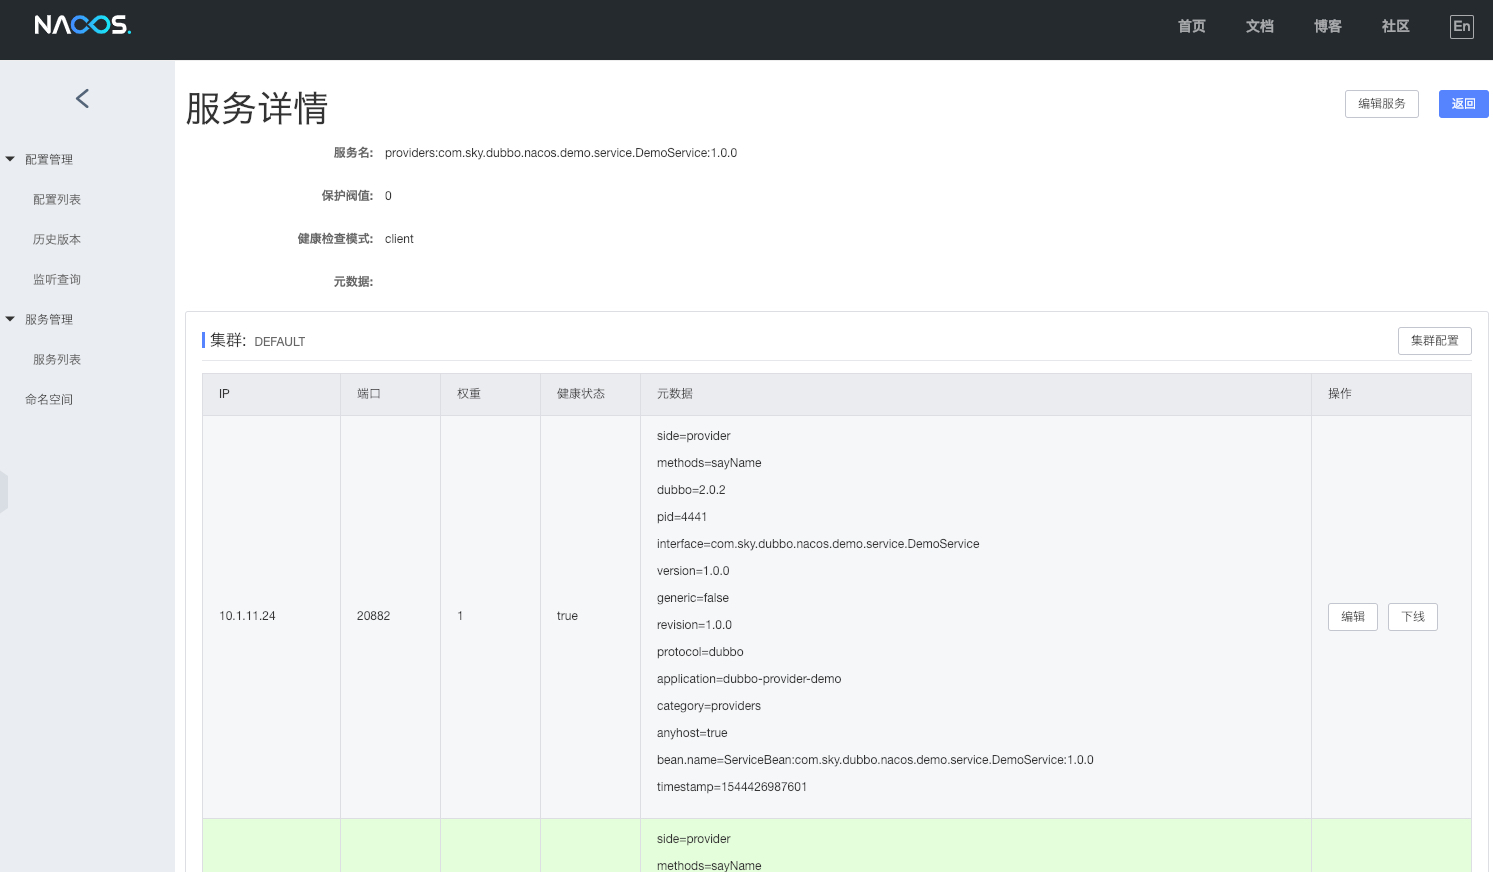 NACOS.
首页
文档
博客
社区
En
配置管理
配置列表
历史版本
监听查询
服务管理
服务列表
命名空间
服务详情
编辑服务
返回
服务名: providers:com.sky.dubbo.nacos.demo.service.DemoService:1.0.0
保护阀值: 0
健康检查模式: client
元数据:
集群: DEFAULT
集群配置
IP 端口 权重 健康状态 元数据 操作
side=provider
methods=sayName
dubbo=2.0.2
pid=4441
interface=com.sky.dubbo.nacos.demo.service.DemoService
version=1.0.0
generic=false
10.1.11.24 20882 1 true
编辑 下线
revision=1.0.0
protocol=dubbo
application=dubbo-provider-demo
category=providers
anyhost=true
bean.name=ServiceBean:com.sky.dubbo.nacos.demo.service.DemoService:1.0.0
timestamp=1544426987601
side=provider
methods=sayName